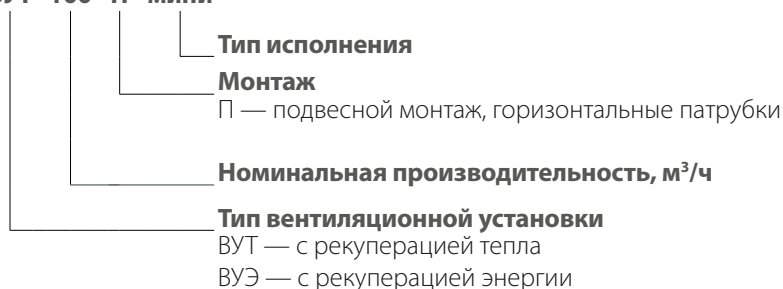 Тип исполнения
Монтаж
П — подвесной монтаж, горизонтальные патрубки
Номинальная производительность, м³/ч
Тип вентиляционной установки
ВУТ — с рекуперацией тепла
ВУЭ — с рекуперацией энергии